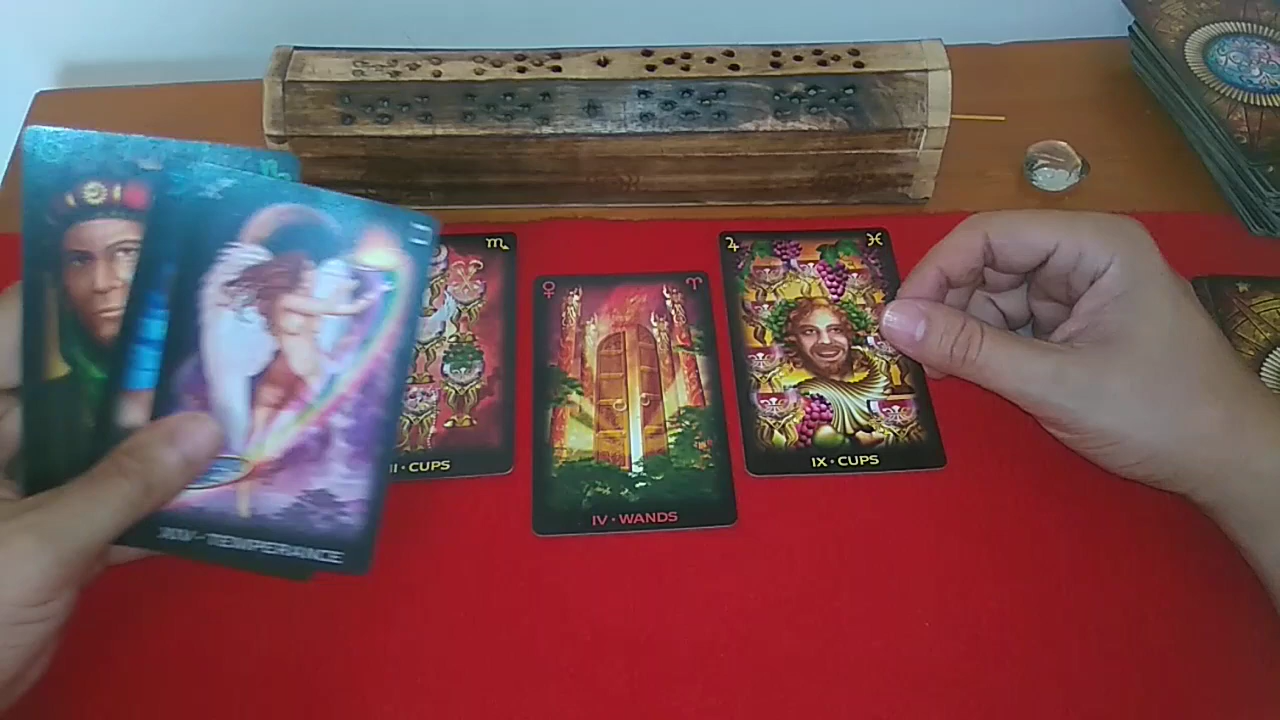 II · CUPS
IX · CUPS
IV · WANDS
XIV · TEMPERANCE